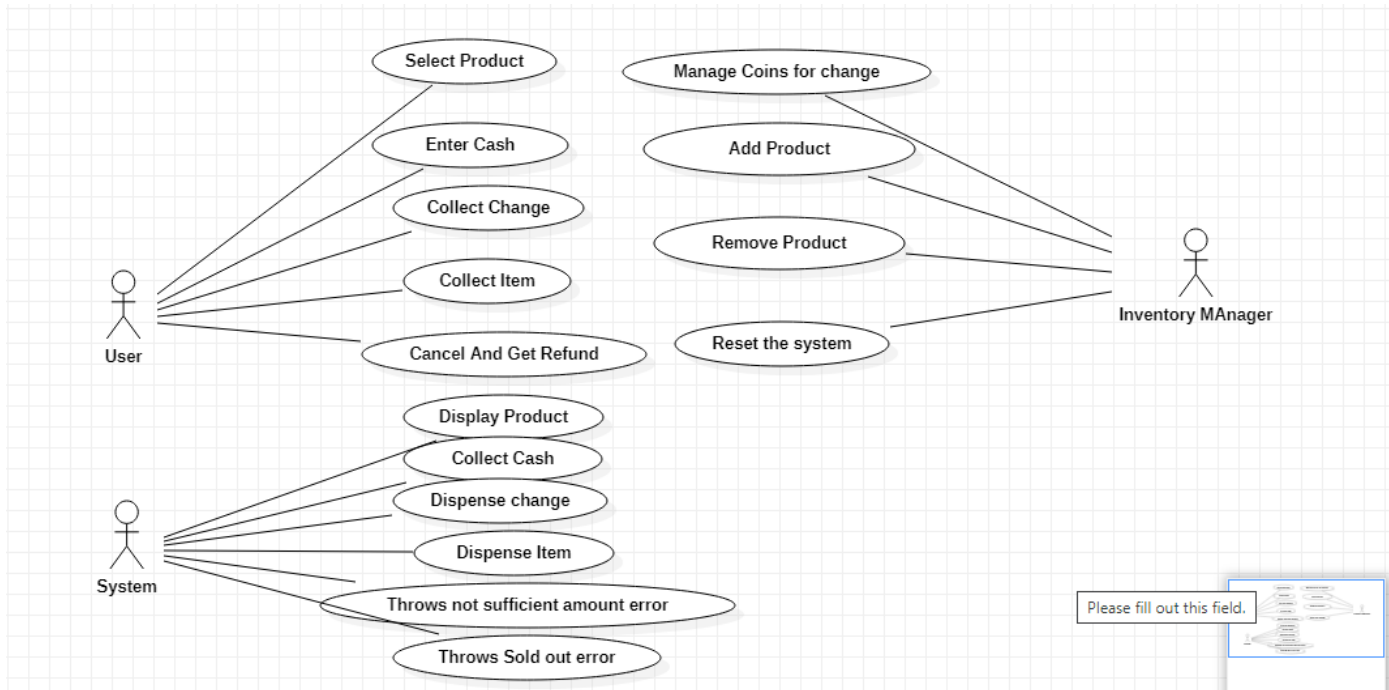 Select Product
Manage Coins for change
Enter Cash
Add Product
Collect Change
Remove Product
Collect Item
Inventory MAnager
User
Cancel And Get Refund
Reset the system
Display Product
Collect Cash
Dispense change
Dispense Item
System
Throws not sufficient amount error
Please fill out this field.
Throws Sold out error